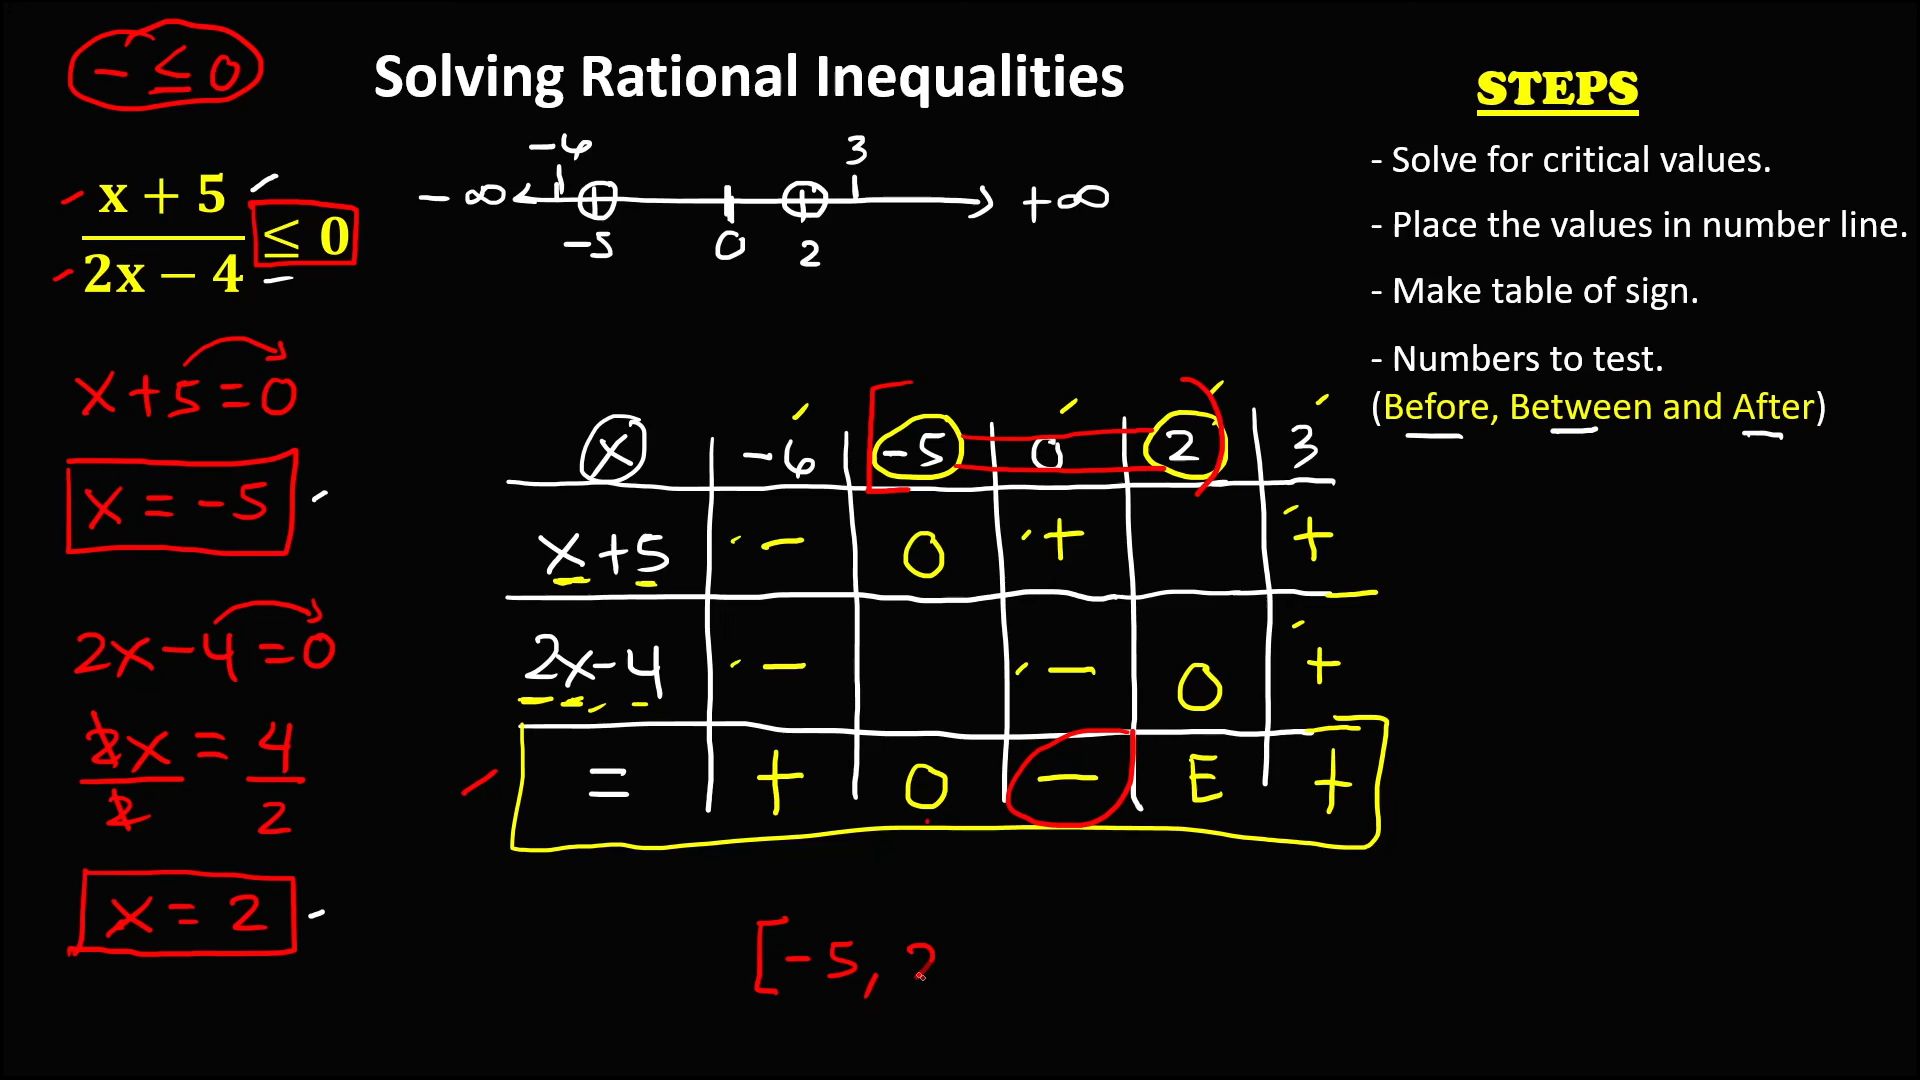 - ≤ 0
Solving Rational Inequalities
-6 3
-∞ +∞
-5 0 2
x + 5
2x − 4
≤ 0
x+5=0
x = -5
2x-4=0
2x = 4
2 2
x = 2
x -6 -5 0 2 3
x+5 - 0 + +
2x-4 - - 0 +
= + 0 - E +
[-5, 2
STEPS
- Solve for critical values.
- Place the values in number line.
- Make table of sign.
- Numbers to test.
(Before, Between and After)